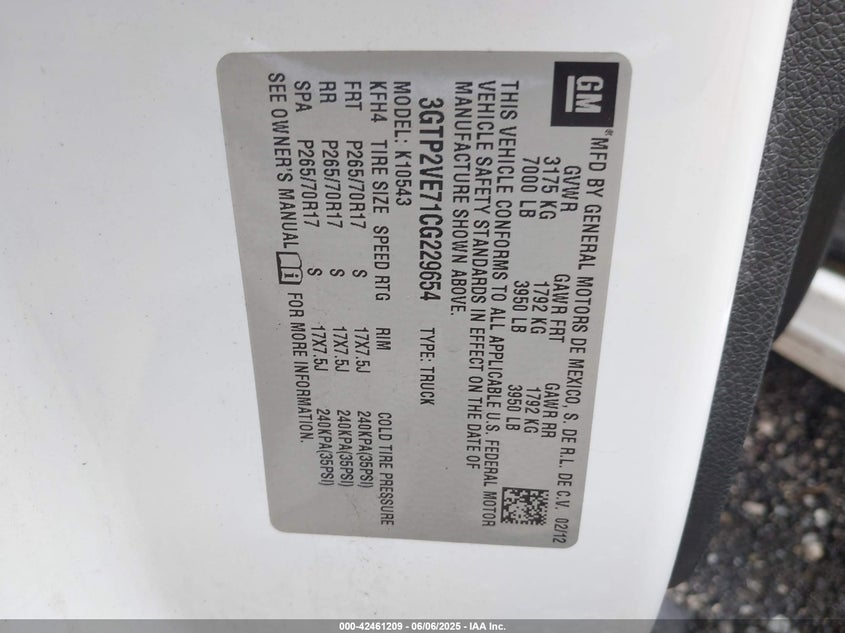 GM
®
MFD BY GENERAL MOTORS DE MEXICO, S. DE R.L. DE C.V. 02/12
GVWR GAWR FRT GAWR RR
3175 KG 1792 KG 1792 KG
7000 LB 3950 LB 3950 LB
THIS VEHICLE CONFORMS TO ALL APPLICABLE U.S. FEDERAL MOTOR
VEHICLE SAFETY STANDARDS IN EFFECT ON THE DATE OF
MANUFACTURE SHOWN ABOVE.
3GTP2VE71CG229654 TYPE: TRUCK
MODEL: K10543
KFH4 TIRE SIZE SPEED RTG RIM COLD TIRE PRESSURE
FRT P265/70R17 S 17X7.5J 240KPA(35PSI)
RR P265/70R17 S 17X7.5J 240KPA(35PSI)
SPA P265/70R17 S 17X7.5J 240KPA(35PSI)
SEE OWNER'S MANUAL FOR MORE INFORMATION.
000-42461209 - 06/06/2025 - IAA Inc.